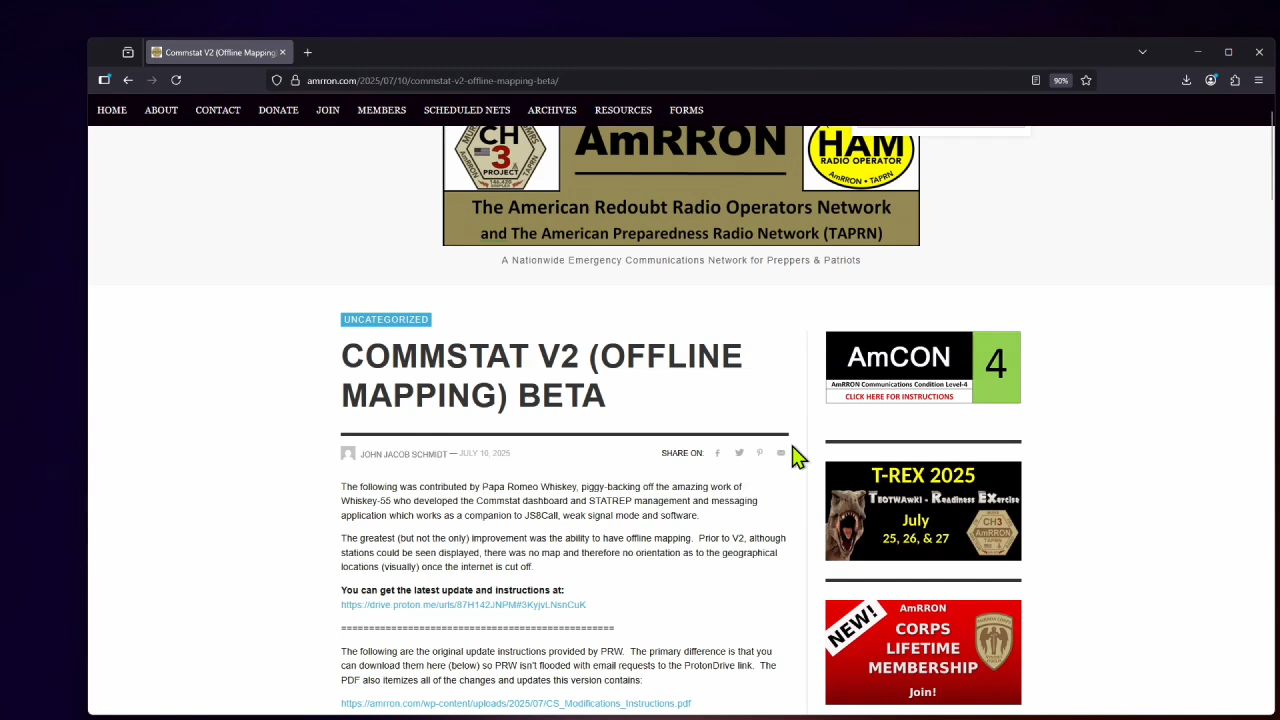 Commstat V2 (Offline Mapping)
amrron.com/2025/07/10/commstat-v2-offline-mapping-beta/
90%
HOME ABOUT CONTACT DONATE JOIN MEMBERS SCHEDULED NETS ARCHIVES RESOURCES FORMS
CH
3
PROJECT
146.420
AmRRON
TAPRN
AmRRON
HAM
RADIO OPERATOR
AmRRON • TAPRN
The American Redoubt Radio Operators Network
and The American Preparedness Radio Network (TAPRN)
A Nationwide Emergency Communications Network for Preppers & Patriots
UNCATEGORIZED
COMMSTAT V2 (OFFLINE
MAPPING) BETA
JOHN JACOB SCHMIDT — JULY 10, 2025
SHARE ON:
The following was contributed by Papa Romeo Whiskey, piggy-backing off the amazing work of
Whiskey-55 who developed the Commstat dashboard and STATREP management and messaging
application which works as a companion to JS8Call, weak signal mode and software.
The greatest (but not the only) improvement was the ability to have offline mapping. Prior to V2, although
stations could be seen displayed, there was no map and therefore no orientation as to the geographical
locations (visually) once the internet is cut off.
You can get the latest update and instructions at:
https://drive.proton.me/urls/87H142JNPM#3KyjvLNsnCuK
================================================
The following are the original update instructions provided by PRW. The primary difference is that you
can download them here (below) so PRW isn't flooded with email requests to the ProtonDrive link. The
PDF also itemizes all of the changes and updates this version contains:
https://amrron.com/wp-content/uploads/2025/07/CS_Modifications_Instructions.pdf
AmCON
4
AmRRON Communications Condition Level-4
CLICK HERE FOR INSTRUCTIONS
T-REX 2025
TEOTWAWKI - Readiness EXercise
July
25, 26, & 27
CH3
AmRRON
TAPRN
NEW!
AmRRON
CORPS
LIFETIME
MEMBERSHIP
Join!